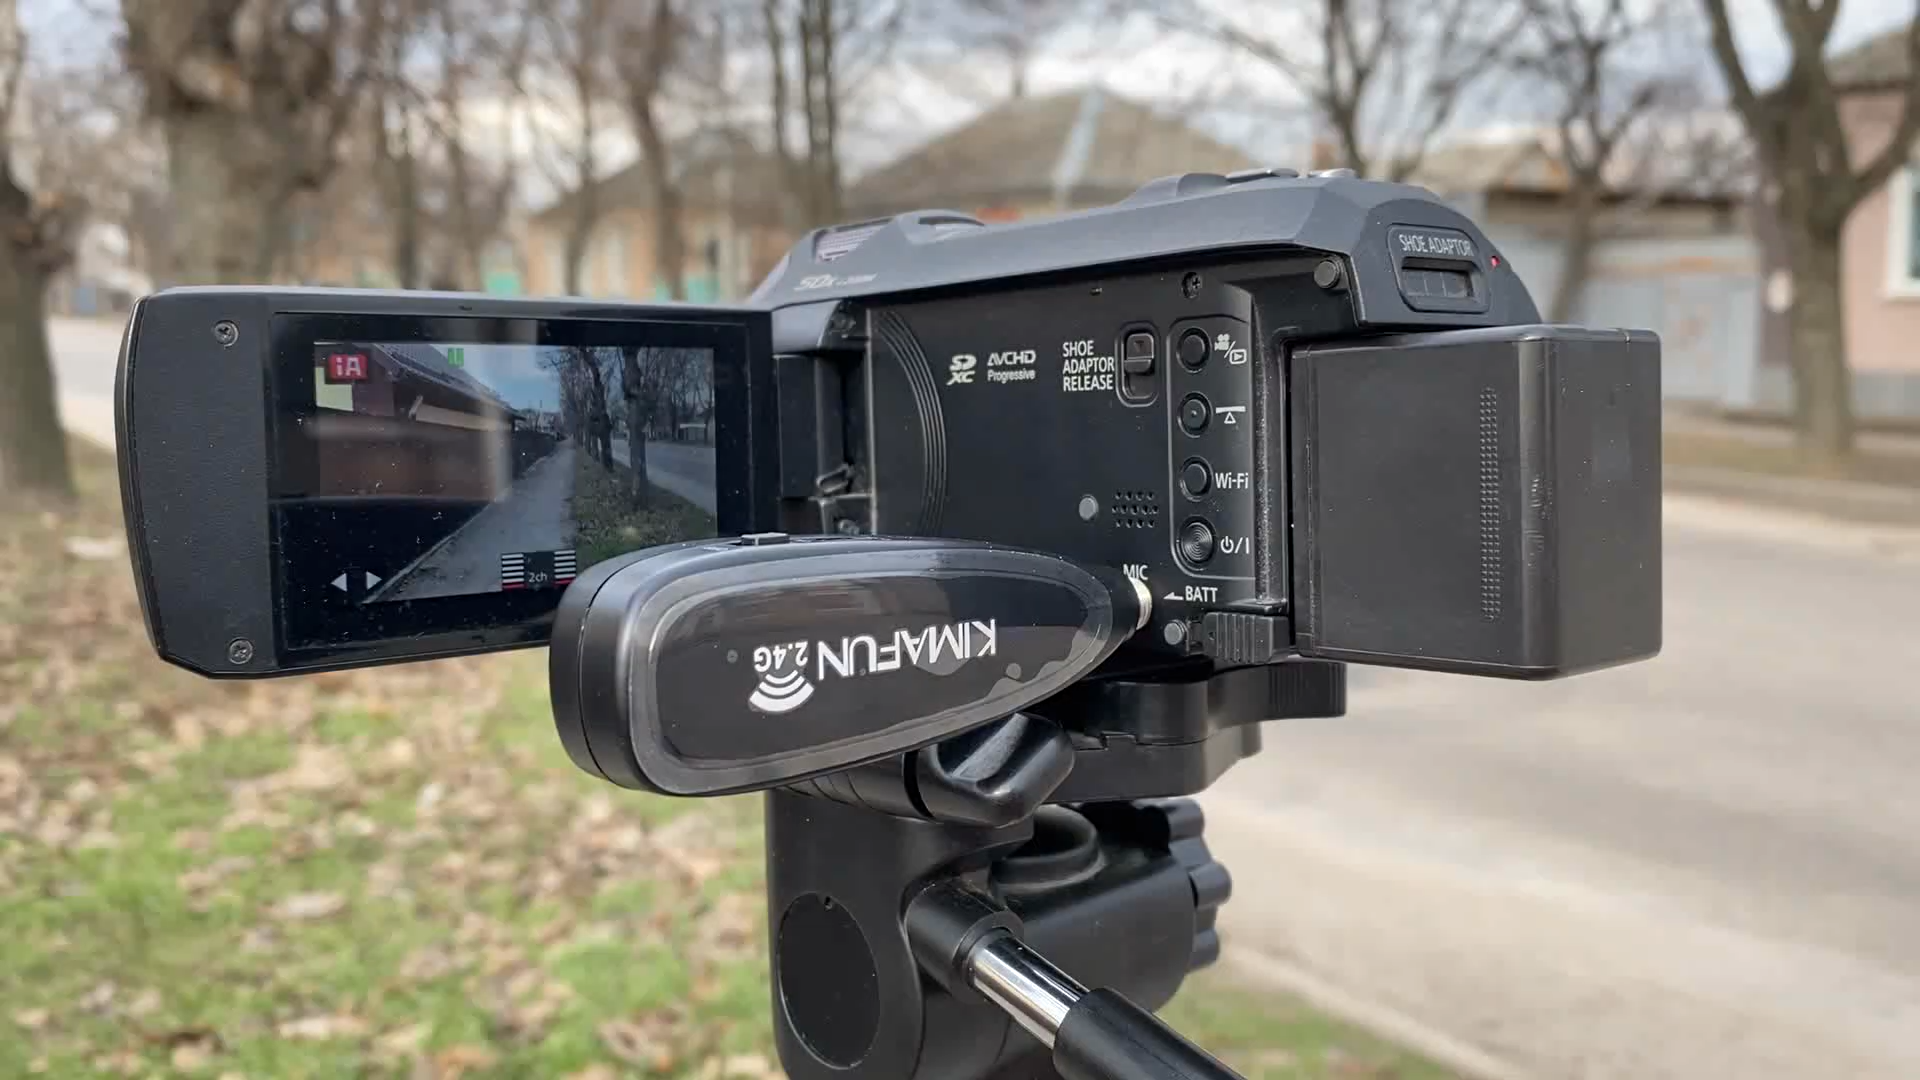 iA
2ch
50x
SHOE ADAPTOR
SD
XC
AVCHD
Progressive
SHOE
ADAPTOR
RELEASE
Wi-Fi
MIC
BATT
KIMAFUN
2.4G